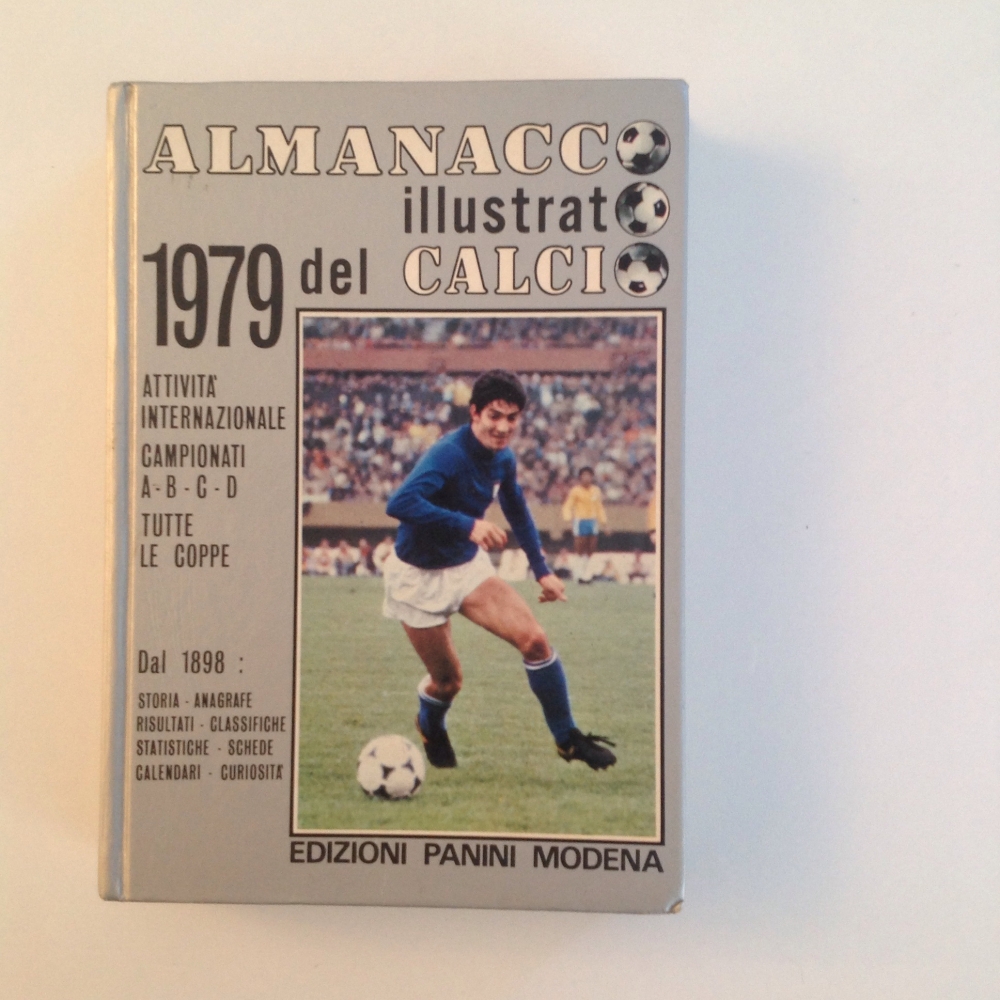 ALMANACCO
illustrato
1979 del CALCIO
ATTIVITA'
INTERNAZIONALE
CAMPIONATI
A-B-C-D
TUTTE
LE COPPE
Dal 1898 :
STORIA - ANAGRAFE
RISULTATI - CLASSIFICHE
STATISTICHE - SCHEDE
CALENDARI - CURIOSITA'
EDIZIONI PANINI MODENA